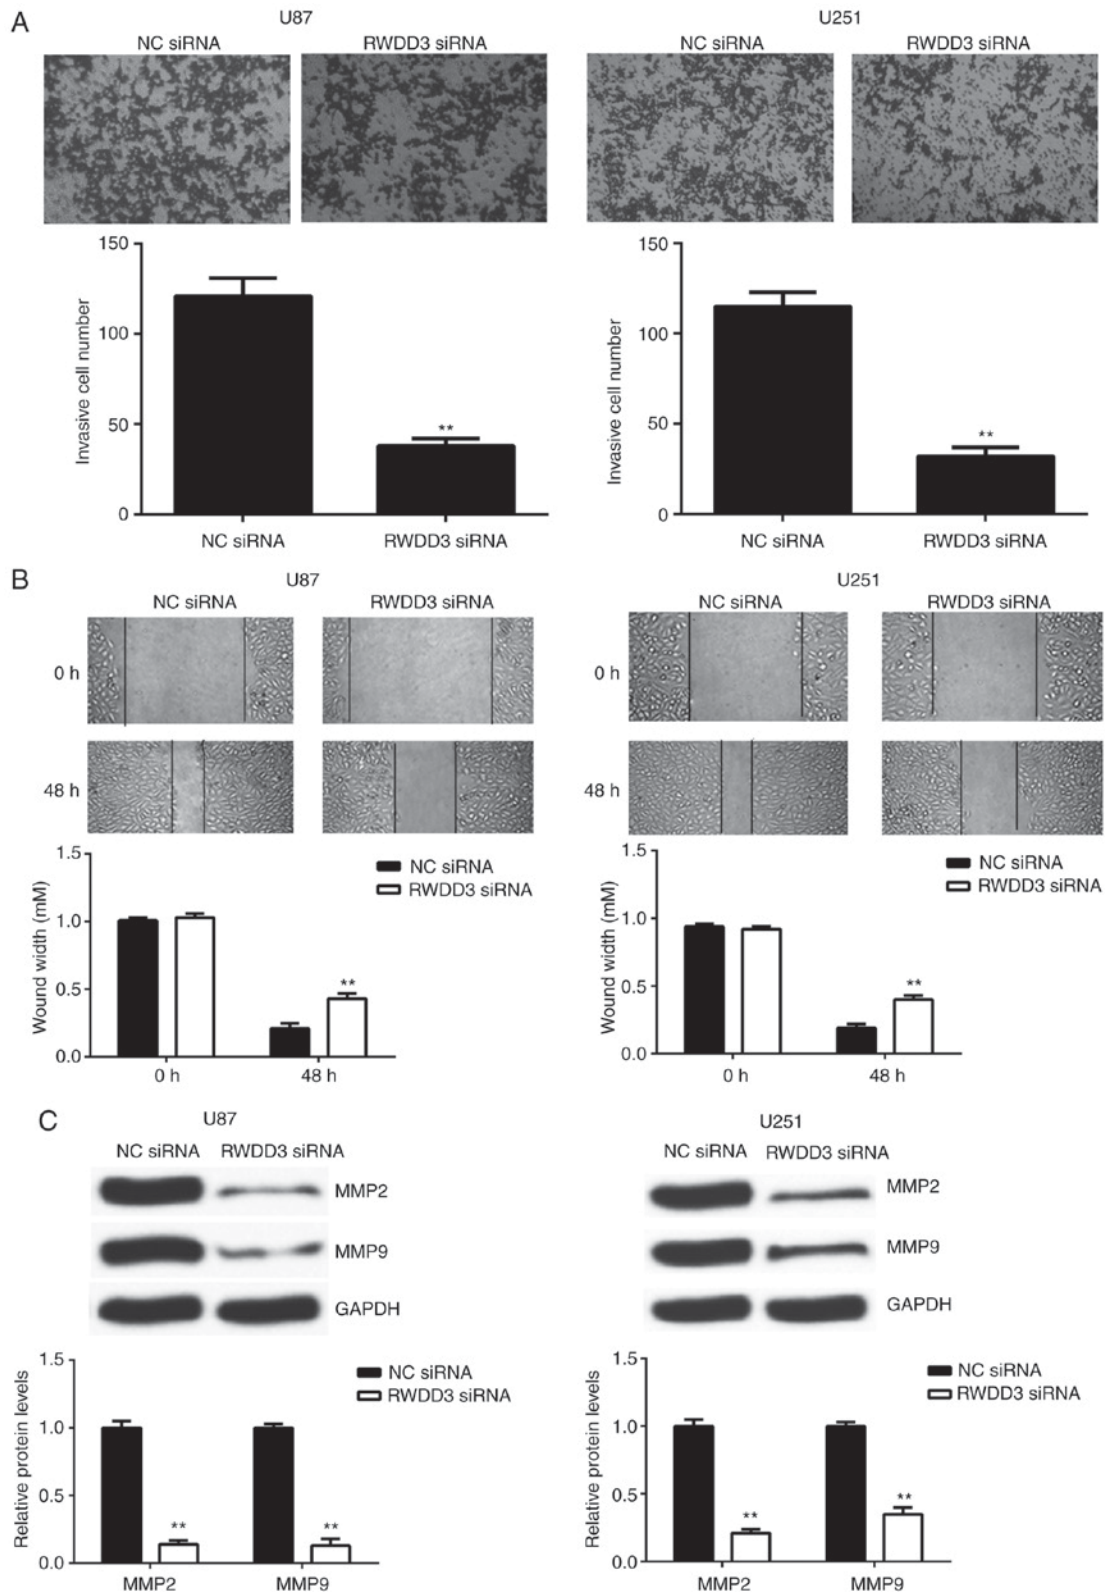 A
U87
U251
NC siRNA RWDD3 siRNA
NC siRNA RWDD3 siRNA
150
100
50
0
Invasive cell number
**
NC siRNA RWDD3 siRNA
150
100
50
0
Invasive cell number
**
NC siRNA RWDD3 siRNA
B
U87
U251
NC siRNA RWDD3 siRNA
NC siRNA RWDD3 siRNA
0 h
48 h
0 h
48 h
1.5
1.0
0.5
0.0
Wound width (mM)
NC siRNA
RWDD3 siRNA
**
0 h 48 h
1.5
1.0
0.5
0.0
Wound width (mM)
NC siRNA
RWDD3 siRNA
**
0 h 48 h
C
U87
U251
NC siRNA RWDD3 siRNA
MMP2
MMP9
GAPDH
NC siRNA RWDD3 siRNA
MMP2
MMP9
GAPDH
1.5
1.0
0.5
0.0
Relative protein levels
NC siRNA
RWDD3 siRNA
**
**
MMP2 MMP9
1.5
1.0
0.5
0.0
Relative protein levels
NC siRNA
RWDD3 siRNA
**
**
MMP2 MMP9